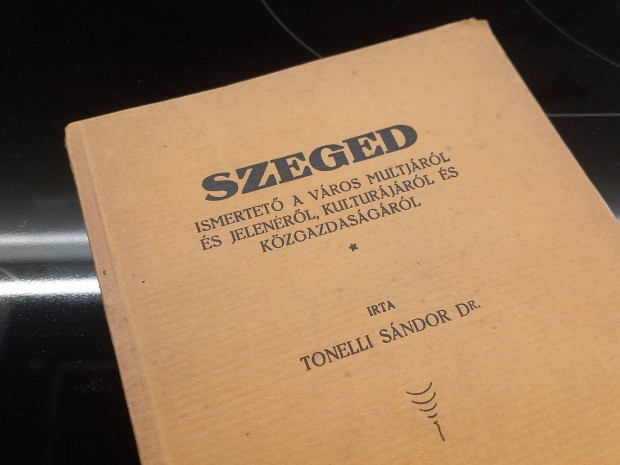 SZEGED
ISMERTETŐ A VÁROS MULTJÁRÓL
ÉS JELENÉRŐL, KULTURÁJÁRÓL ÉS
KÖZGAZDASÁGÁRÓL
*
IRTA
TONELLI SÁNDOR DR.